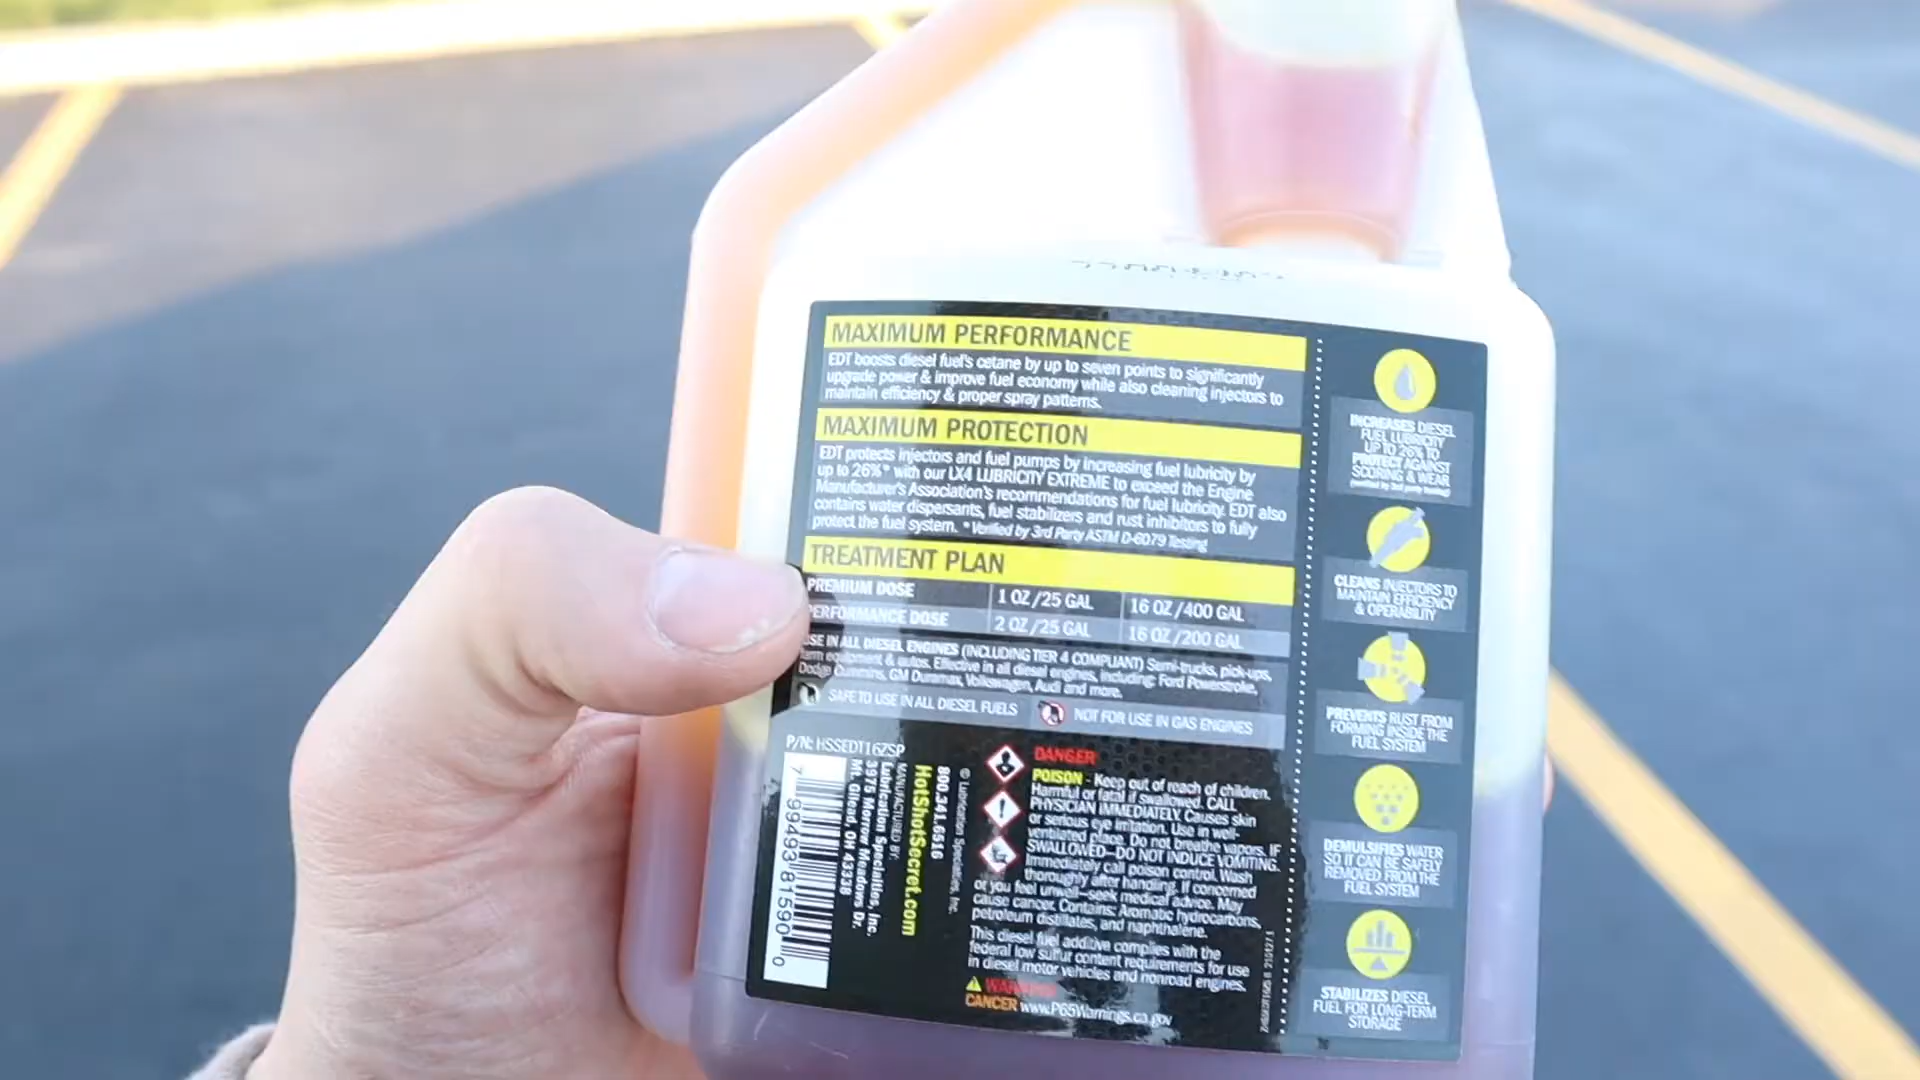 MAXIMUM PERFORMANCE
EDT boosts diesel fuel's cetane by up to seven points to significantly
upgrade power & improve fuel economy while also cleaning injectors to
maintain efficiency & proper spray patterns.
MAXIMUM PROTECTION
EDT protects injectors and fuel pumps by increasing fuel lubricity by
up to 26%* with our LX4 LUBRICITY EXTREME to exceed the Engine
Manufacturer's Association's recommendations for fuel lubricity. EDT also
contains water dispersants, fuel stabilizers and rust inhibitors to fully
protect the fuel system. *Verified by 3rd Party ASTM D-6079 Testing
TREATMENT PLAN
PREMIUM DOSE 1 OZ/25 GAL 16 OZ/400 GAL
PERFORMANCE DOSE 2 OZ/25 GAL 16 OZ/200 GAL
USE IN ALL DIESEL ENGINES (INCLUDING TIER 4 COMPLIANT) Semi-trucks, pick-ups,
farm equipment & autos. Effective in all diesel engines, including: Ford Powerstroke,
Dodge Cummins, GM Duramax, Volkswagen, Audi and more.
SAFE TO USE IN ALL DIESEL FUELS NOT FOR USE IN GAS ENGINES
P/N: HSSEDT16ZSP
7 99493 81590 0
MANUFACTURED BY:
Lubrication Specialties, Inc.
3975 Morrow Meadows Dr.
Mt. Gilead, OH 43338
HotShotSecret.com
800.341.6516
© Lubrication Specialties, Inc.
DANGER
POISON - Keep out of reach of children.
Harmful or fatal if swallowed. CALL
PHYSICIAN IMMEDIATELY. Causes skin
or serious eye irritation. Use in well-
ventilated place. Do not breathe vapors. IF
SWALLOWED—DO NOT INDUCE VOMITING.
Immediately call poison control. Wash
thoroughly after handling. If concerned
or you feel unwell—seek medical advice. May
cause cancer. Contains: Aromatic hydrocarbons,
petroleum distillates, and naphthalene.
This diesel fuel additive complies with the
federal low sulfur content requirements for use
in diesel motor vehicles and nonroad engines.
WARNING
CANCER www.P65Warnings.ca.gov
INCREASES DIESEL
FUEL LUBRICITY
UP TO 26% TO
PROTECT AGAINST
SCORING & WEAR
(verified by 3rd party testing)
CLEANS INJECTORS TO
MAINTAIN EFFICIENCY
& OPERABILITY
PREVENTS RUST FROM
FORMING INSIDE THE
FUEL SYSTEM
DEMULSIFIES WATER
SO IT CAN BE SAFELY
REMOVED FROM THE
FUEL SYSTEM
STABILIZES DIESEL
FUEL FOR LONG-TERM
STORAGE